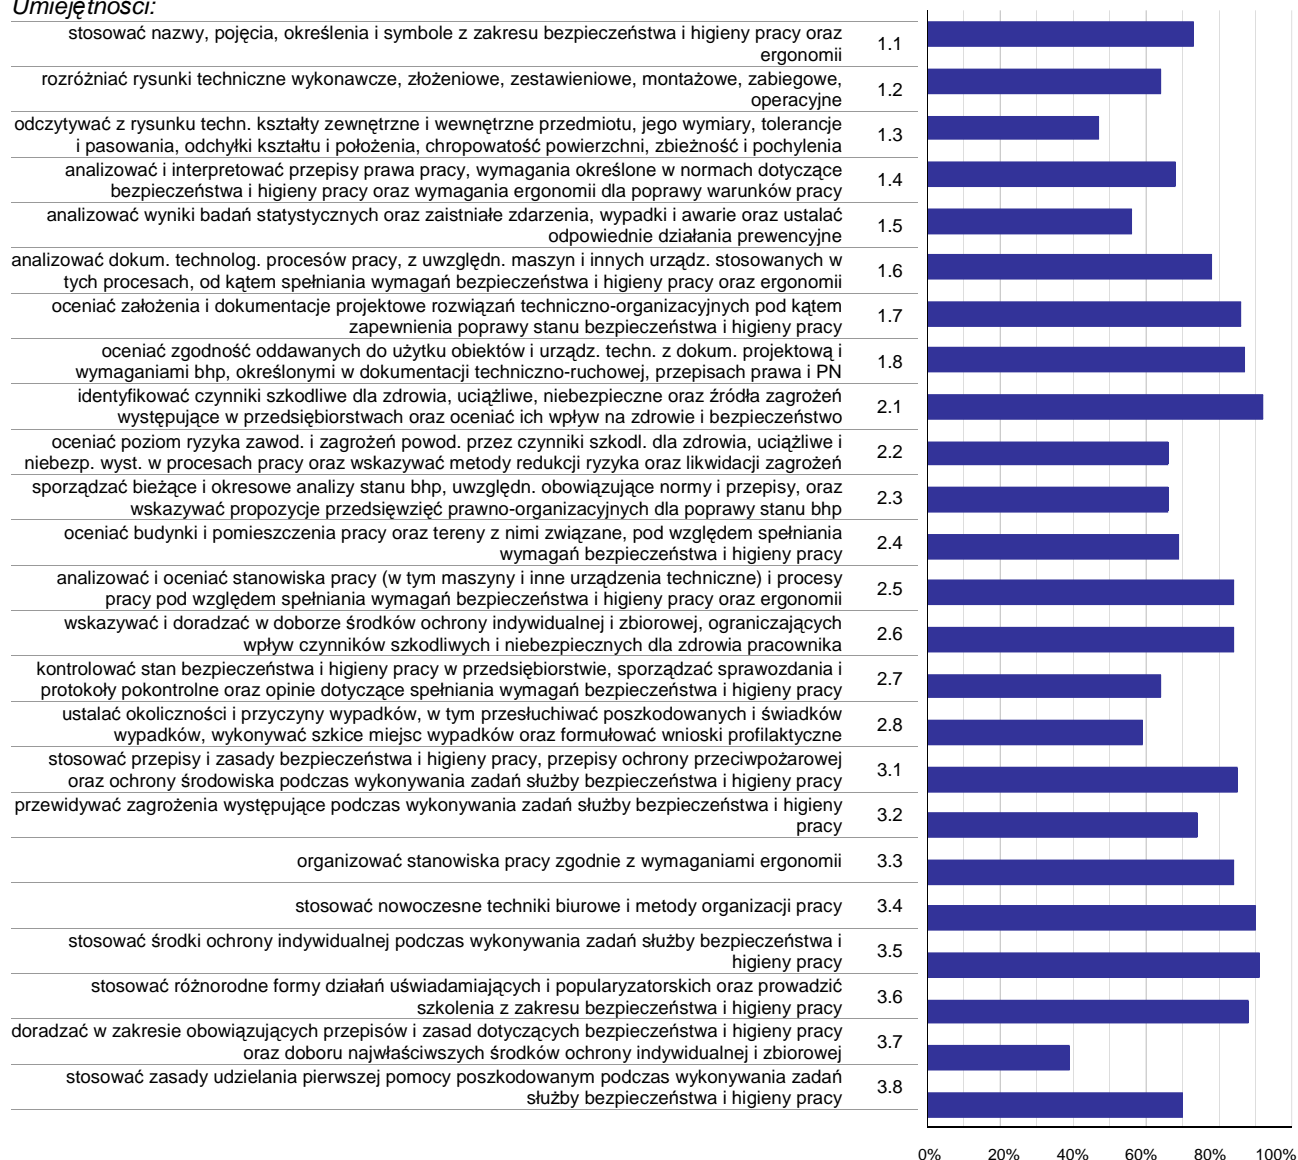 Umiejętności:
stosować nazwy, pojęcia, określenia i symbole z zakresu bezpieczeństwa i higieny pracy oraz
ergonomii
1.1
rozróżniać rysunki techniczne wykonawcze, złożeniowe, zestawieniowe, montażowe, zabiegowe,
operacyjne
1.2
odczytywać z rysunku techn. kształty zewnętrzne i wewnętrzne przedmiotu, jego wymiary, tolerancje
i pasowania, odchyłki kształtu i położenia, chropowatość powierzchni, zbieżność i pochylenia
1.3
analizować i interpretować przepisy prawa pracy, wymagania określone w normach dotyczące
bezpieczeństwa i higieny pracy oraz wymagania ergonomii dla poprawy warunków pracy
1.4
analizować wyniki badań statystycznych oraz zaistniałe zdarzenia, wypadki i awarie oraz ustalać
odpowiednie działania prewencyjne
1.5
analizować dokum. technolog. procesów pracy, z uwzględn. maszyn i innych urządz. stosowanych w
tych procesach, od kątem spełniania wymagań bezpieczeństwa i higieny pracy oraz ergonomii
1.6
oceniać założenia i dokumentacje projektowe rozwiązań techniczno-organizacyjnych pod kątem
zapewnienia poprawy stanu bezpieczeństwa i higieny pracy
1.7
oceniać zgodność oddawanych do użytku obiektów i urządz. techn. z dokum. projektową i
wymaganiami bhp, określonymi w dokumentacji techniczno-ruchowej, przepisach prawa i PN
1.8
identyfikować czynniki szkodliwe dla zdrowia, uciążliwe, niebezpieczne oraz źródła zagrożeń
występujące w przedsiębiorstwach oraz oceniać ich wpływ na zdrowie i bezpieczeństwo
2.1
oceniać poziom ryzyka zawod. i zagrożeń powod. przez czynniki szkodl. dla zdrowia, uciążliwe i
niebezp. wyst. w procesach pracy oraz wskazywać metody redukcji ryzyka oraz likwidacji zagrożeń
2.2
sporządzać bieżące i okresowe analizy stanu bhp, uwzględn. obowiązujące normy i przepisy, oraz
wskazywać propozycje przedsięwzięć prawno-organizacyjnych dla poprawy stanu bhp
2.3
oceniać budynki i pomieszczenia pracy oraz tereny z nimi związane, pod względem spełniania
wymagań bezpieczeństwa i higieny pracy
2.4
analizować i oceniać stanowiska pracy (w tym maszyny i inne urządzenia techniczne) i procesy
pracy pod względem spełniania wymagań bezpieczeństwa i higieny pracy oraz ergonomii
2.5
wskazywać i doradzać w doborze środków ochrony indywidualnej i zbiorowej, ograniczających
wpływ czynników szkodliwych i niebezpiecznych dla zdrowia pracownika
2.6
kontrolować stan bezpieczeństwa i higieny pracy w przedsiębiorstwie, sporządzać sprawozdania i
protokoły pokontrolne oraz opinie dotyczące spełniania wymagań bezpieczeństwa i higieny pracy
2.7
ustalać okoliczności i przyczyny wypadków, w tym przesłuchiwać poszkodowanych i świadków
wypadków, wykonywać szkice miejsc wypadków oraz formułować wnioski profilaktyczne
2.8
stosować przepisy i zasady bezpieczeństwa i higieny pracy, przepisy ochrony przeciwpożarowej
oraz ochrony środowiska podczas wykonywania zadań służby bezpieczeństwa i higieny pracy
3.1
przewidywać zagrożenia występujące podczas wykonywania zadań służby bezpieczeństwa i higieny
pracy
3.2
organizować stanowiska pracy zgodnie z wymaganiami ergonomii
3.3
stosować nowoczesne techniki biurowe i metody organizacji pracy
3.4
stosować środki ochrony indywidualnej podczas wykonywania zadań służby bezpieczeństwa i
higieny pracy
3.5
stosować różnorodne formy działań uświadamiających i popularyzatorskich oraz prowadzić
szkolenia z zakresu bezpieczeństwa i higieny pracy
3.6
doradzać w zakresie obowiązujących przepisów i zasad dotyczących bezpieczeństwa i higieny pracy
oraz doboru najwłaściwszych środków ochrony indywidualnej i zbiorowej
3.7
stosować zasady udzielania pierwszej pomocy poszkodowanym podczas wykonywania zadań
służby bezpieczeństwa i higieny pracy
3.8
0% 20% 40% 60% 80% 100%